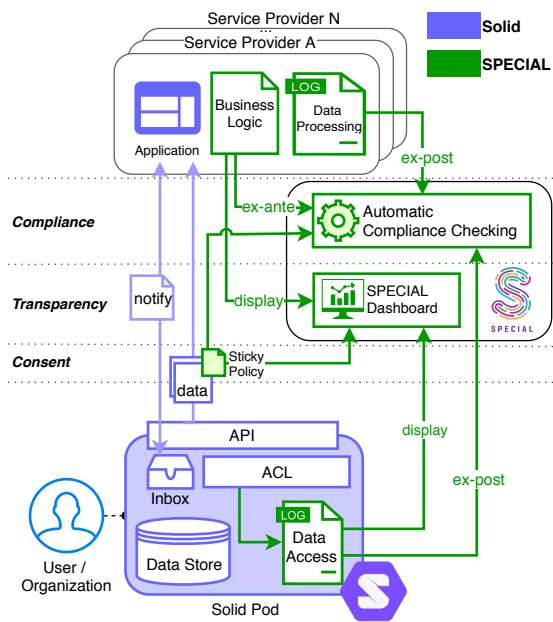 Service Provider N
...
Service Provider A
Solid
SPECIAL
Application
Business
Logic
LOG
Data
Processing
ex-post
Compliance
ex-ante
Automatic
Compliance Checking
Transparency
notify
display
SPECIAL
Dashboard
SPECIAL
Consent
Sticky
Policy
data
display
API
ACL
Inbox
ex-post
LOG
Data
Access
Data Store
User /
Organization
Solid Pod